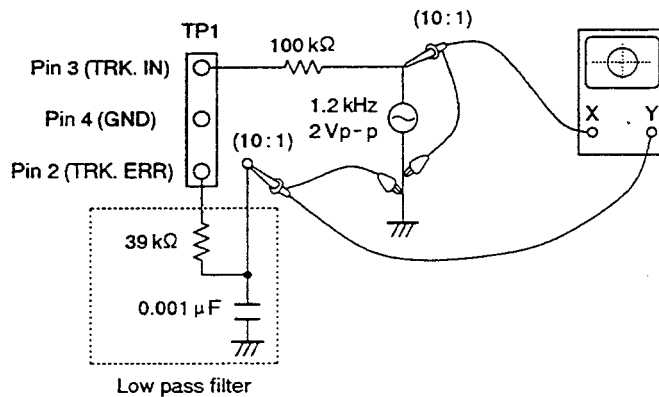 TP1
(10 : 1)
100 kΩ
Pin 3 (TRK. IN)
Pin 4 (GND)
1.2 kHz
2 Vp-p
X
Y
(10 : 1)
Pin 2 (TRK. ERR)
39 kΩ
0.001 μF
Low pass filter